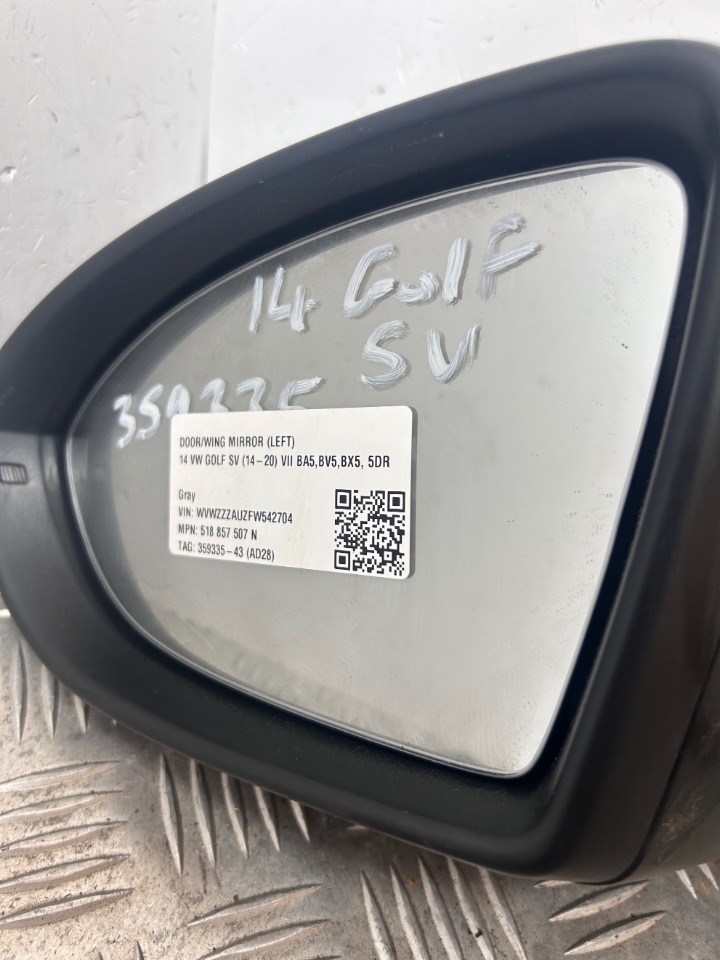 14 Golf
SV
359335
DOOR/WING MIRROR (LEFT)
14 VW GOLF SV (14-20) VII BA5,BV5,BX5, 5DR
Gray
VIN: WVWZZZAUZFW542704
MPN: 518 857 507 N
TAG: 359335-43 (AD28)